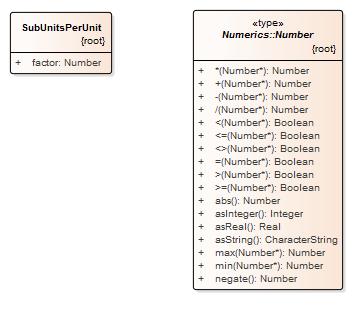 SubUnitsPerUnit
{root}
+ factor: Number
«type»
Numerics::Number
{root}
+ *(Number*): Number
+ +(Number*): Number
+ -(Number*): Number
+ /(Number*): Number
+ <(Number*): Boolean
+ <=(Number*): Boolean
+ <>(Number*): Boolean
+ =(Number*): Boolean
+ >(Number*): Boolean
+ >=(Number*): Boolean
+ abs(): Number
+ asInteger(): Integer
+ asReal(): Real
+ asString(): CharacterString
+ max(Number*): Number
+ min(Number*): Number
+ negate(): Number